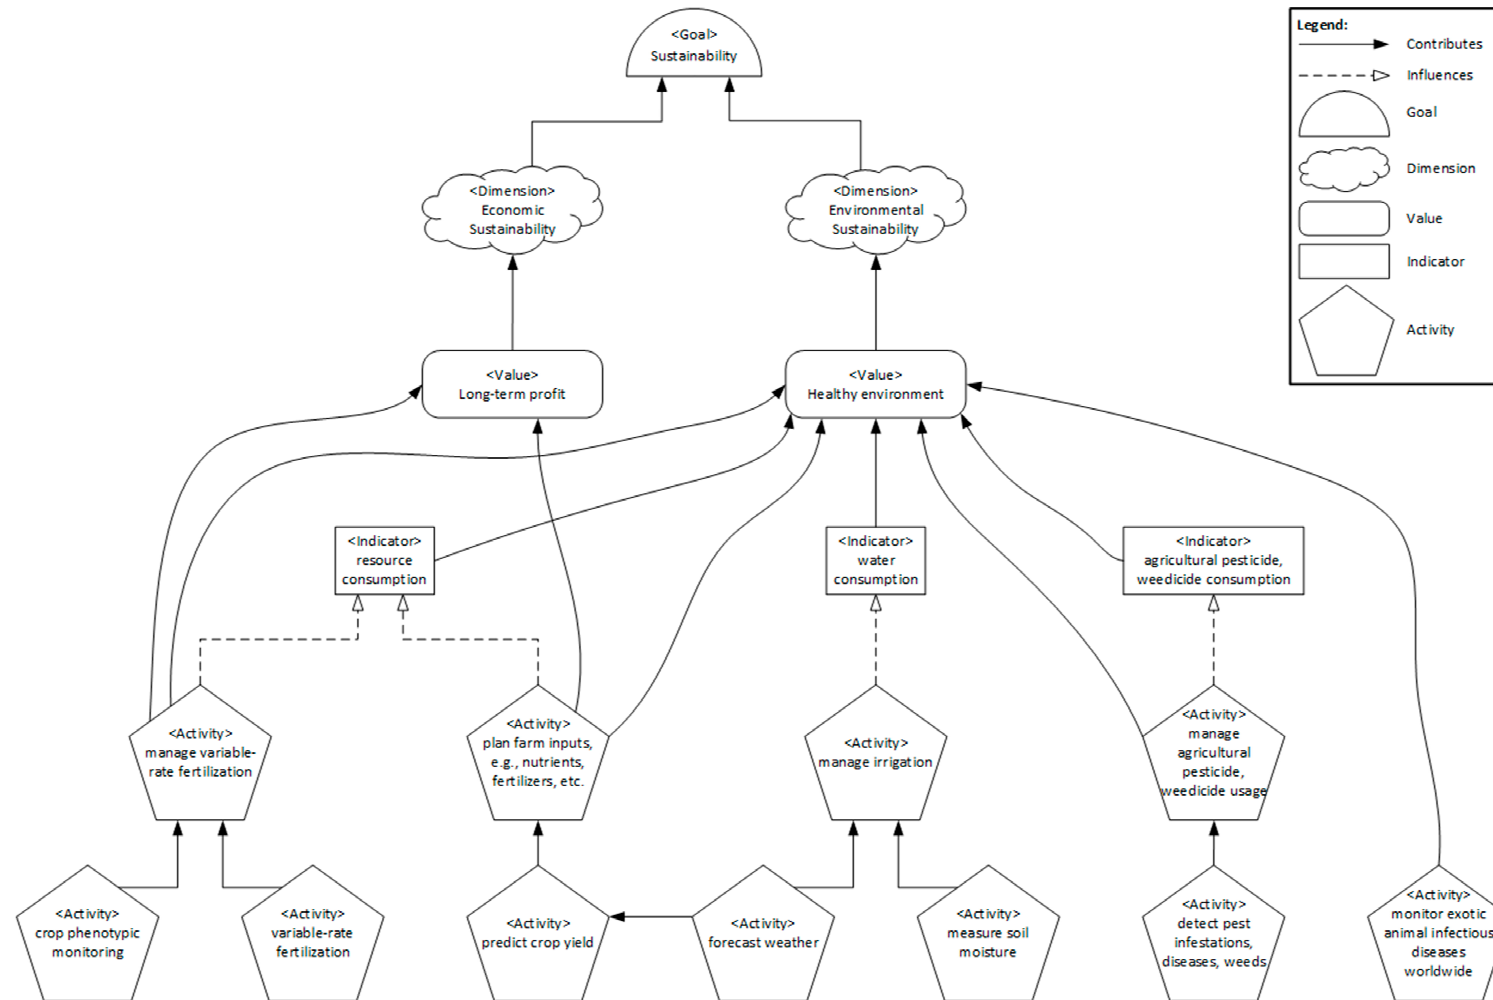 <Goal>
Sustainability
Legend:
Contributes
Influences
Goal
Dimension
Value
Indicator
Activity
<Dimension>
Economic
Sustainability
<Dimension>
Environmental
Sustainability
<Value>
Long-term profit
<Value>
Healthy environment
<Indicator>
resource
consumption
<Indicator>
water
consumption
<Indicator>
agricultural pesticide,
weedicide consumption
<Activity>
manage variable-
rate fertilization
<Activity>
plan farm inputs,
e.g., nutrients,
fertilizers, etc.
<Activity>
manage irrigation
<Activity>
manage
agricultural
pesticide,
weedicide usage
<Activity>
crop phenotypic
monitoring
<Activity>
variable-rate
fertilization
<Activity>
predict crop yield
<Activity>
forecast weather
<Activity>
measure soil
moisture
<Activity>
detect pest
infestations,
diseases, weeds
<Activity>
monitor exotic
animal infectious
diseases
worldwide